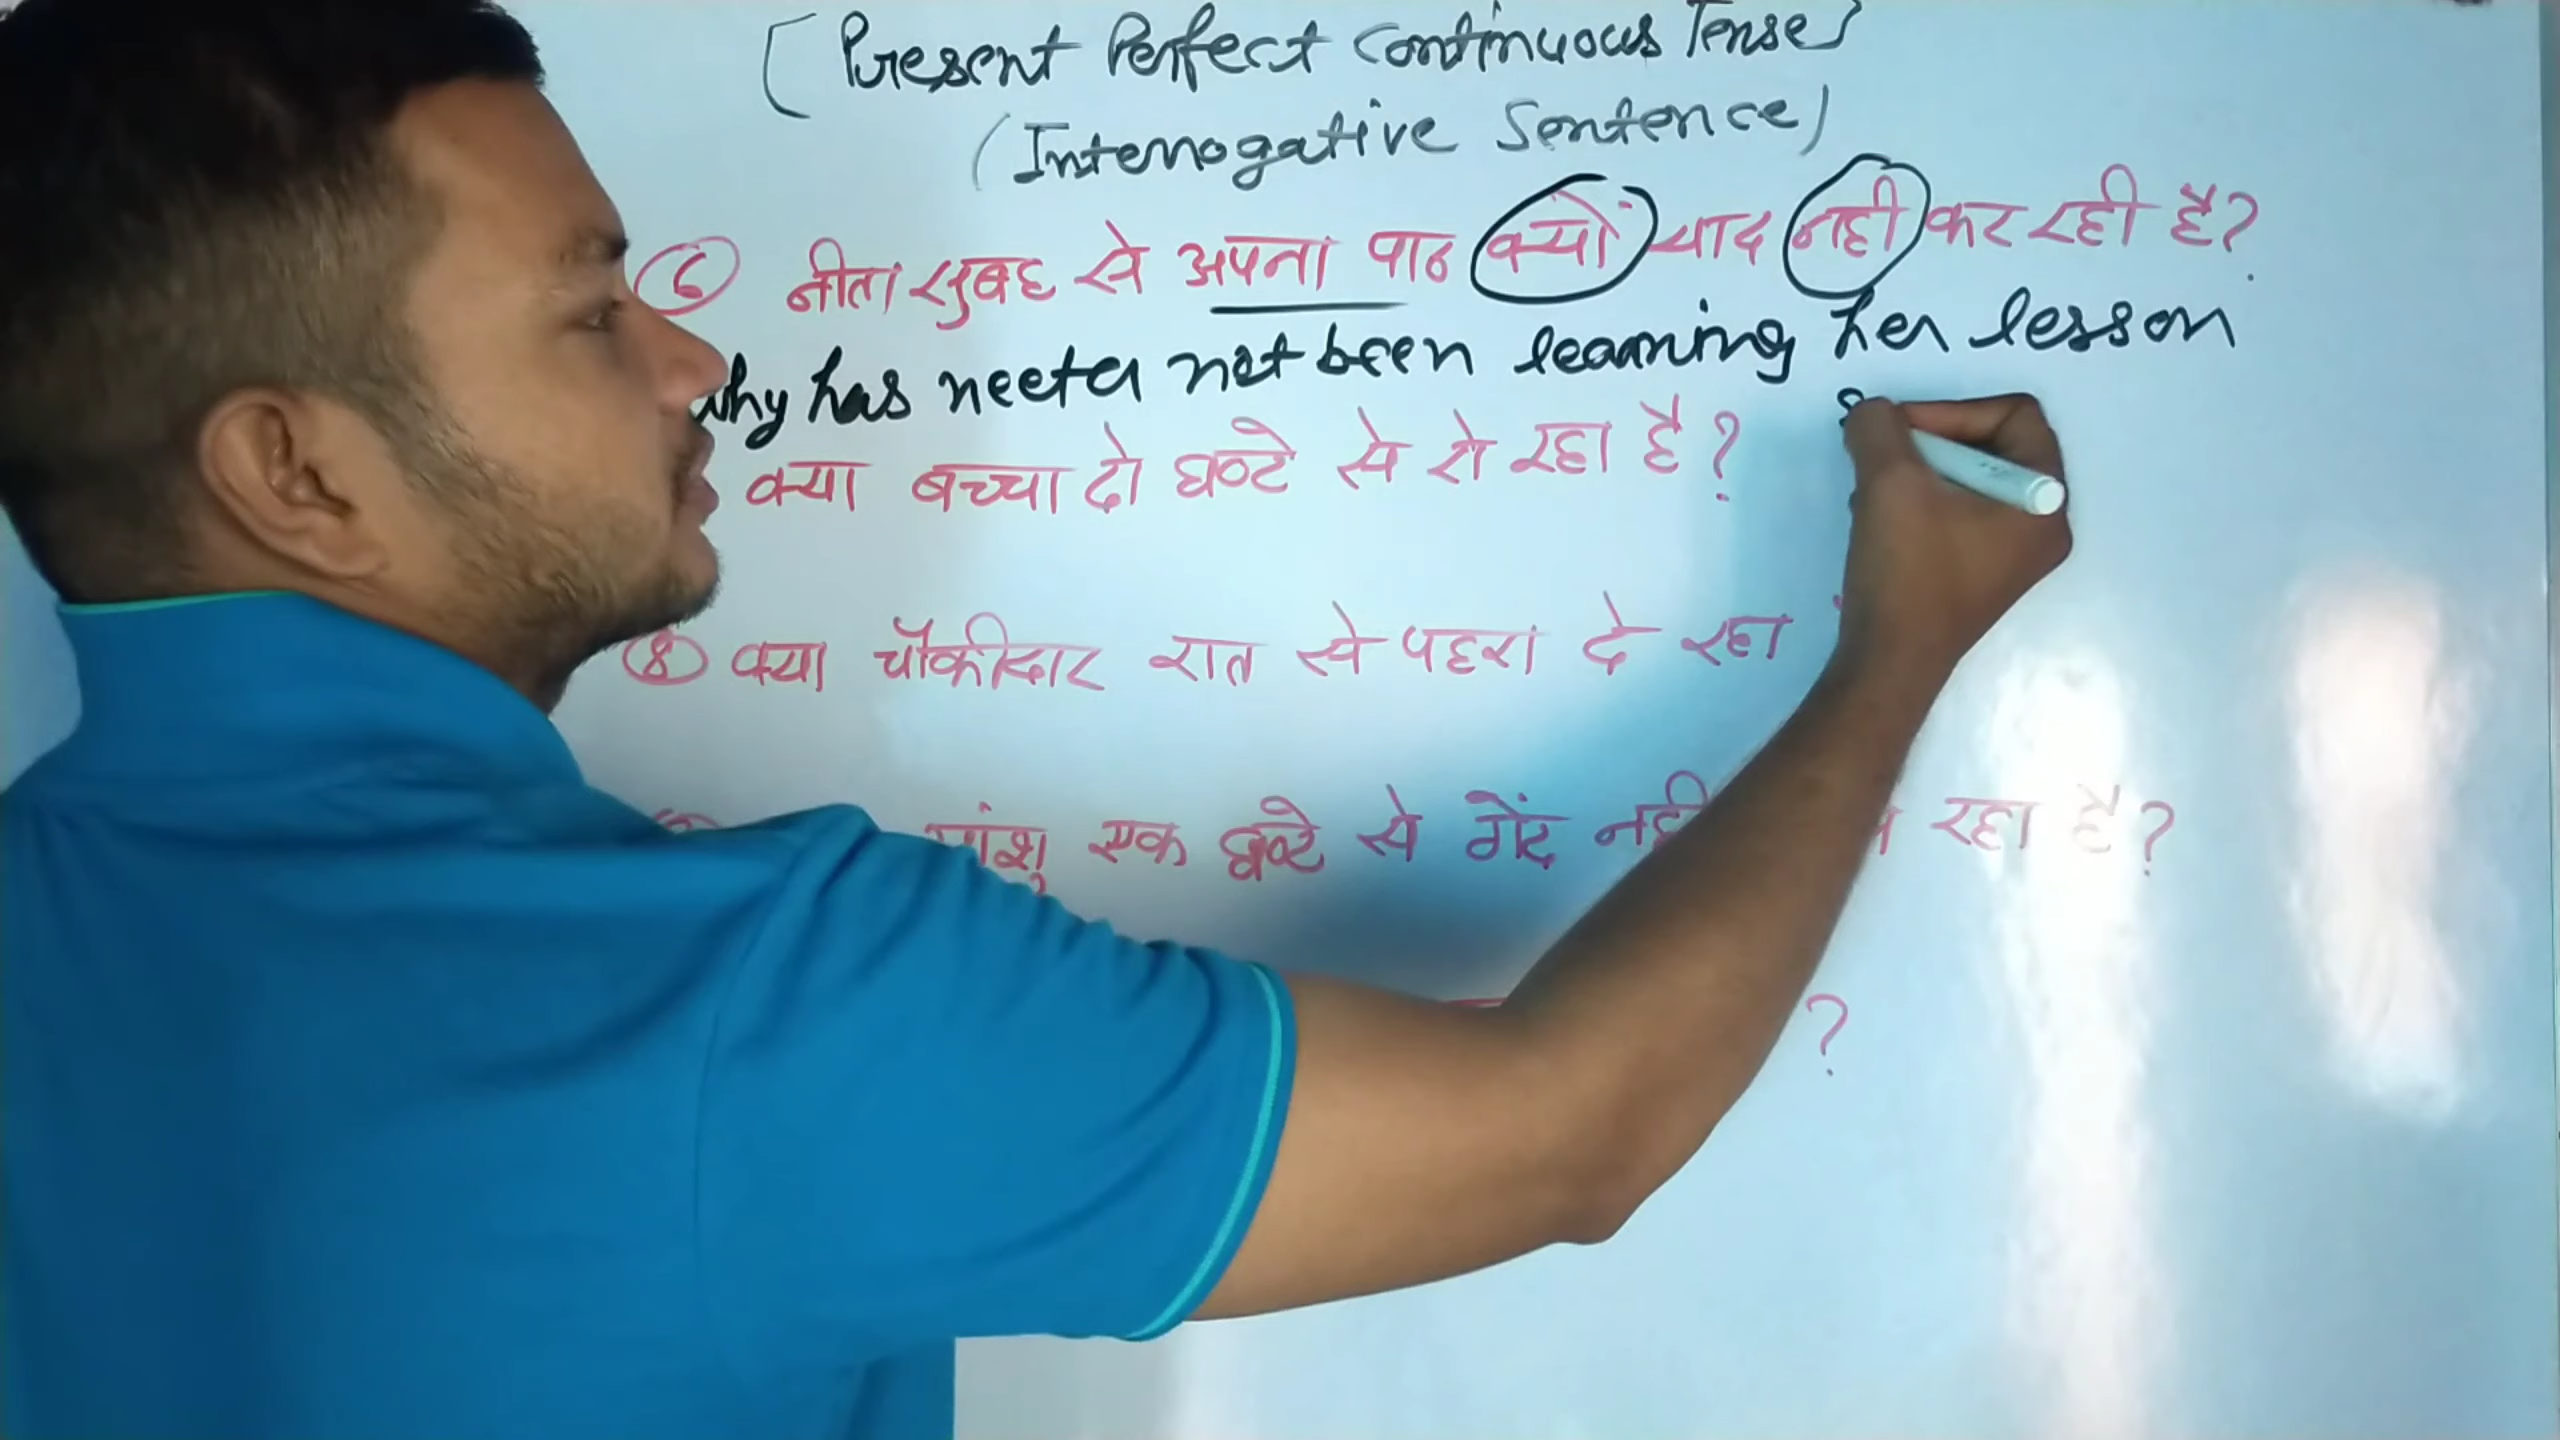 [Present Perfect Continuous Tense]
(Interrogative Sentence)
⑥ नीता सुबह से अपना पाठ क्यों याद नही कर रही है?
why has neeta not been learning her lesson
क्या बच्चा दो घण्टे से रो रहा है?
⑧ क्या चौकीदार रात से पहरा दे रहा
एक घण्टे से गेंद नही रहा है?
?